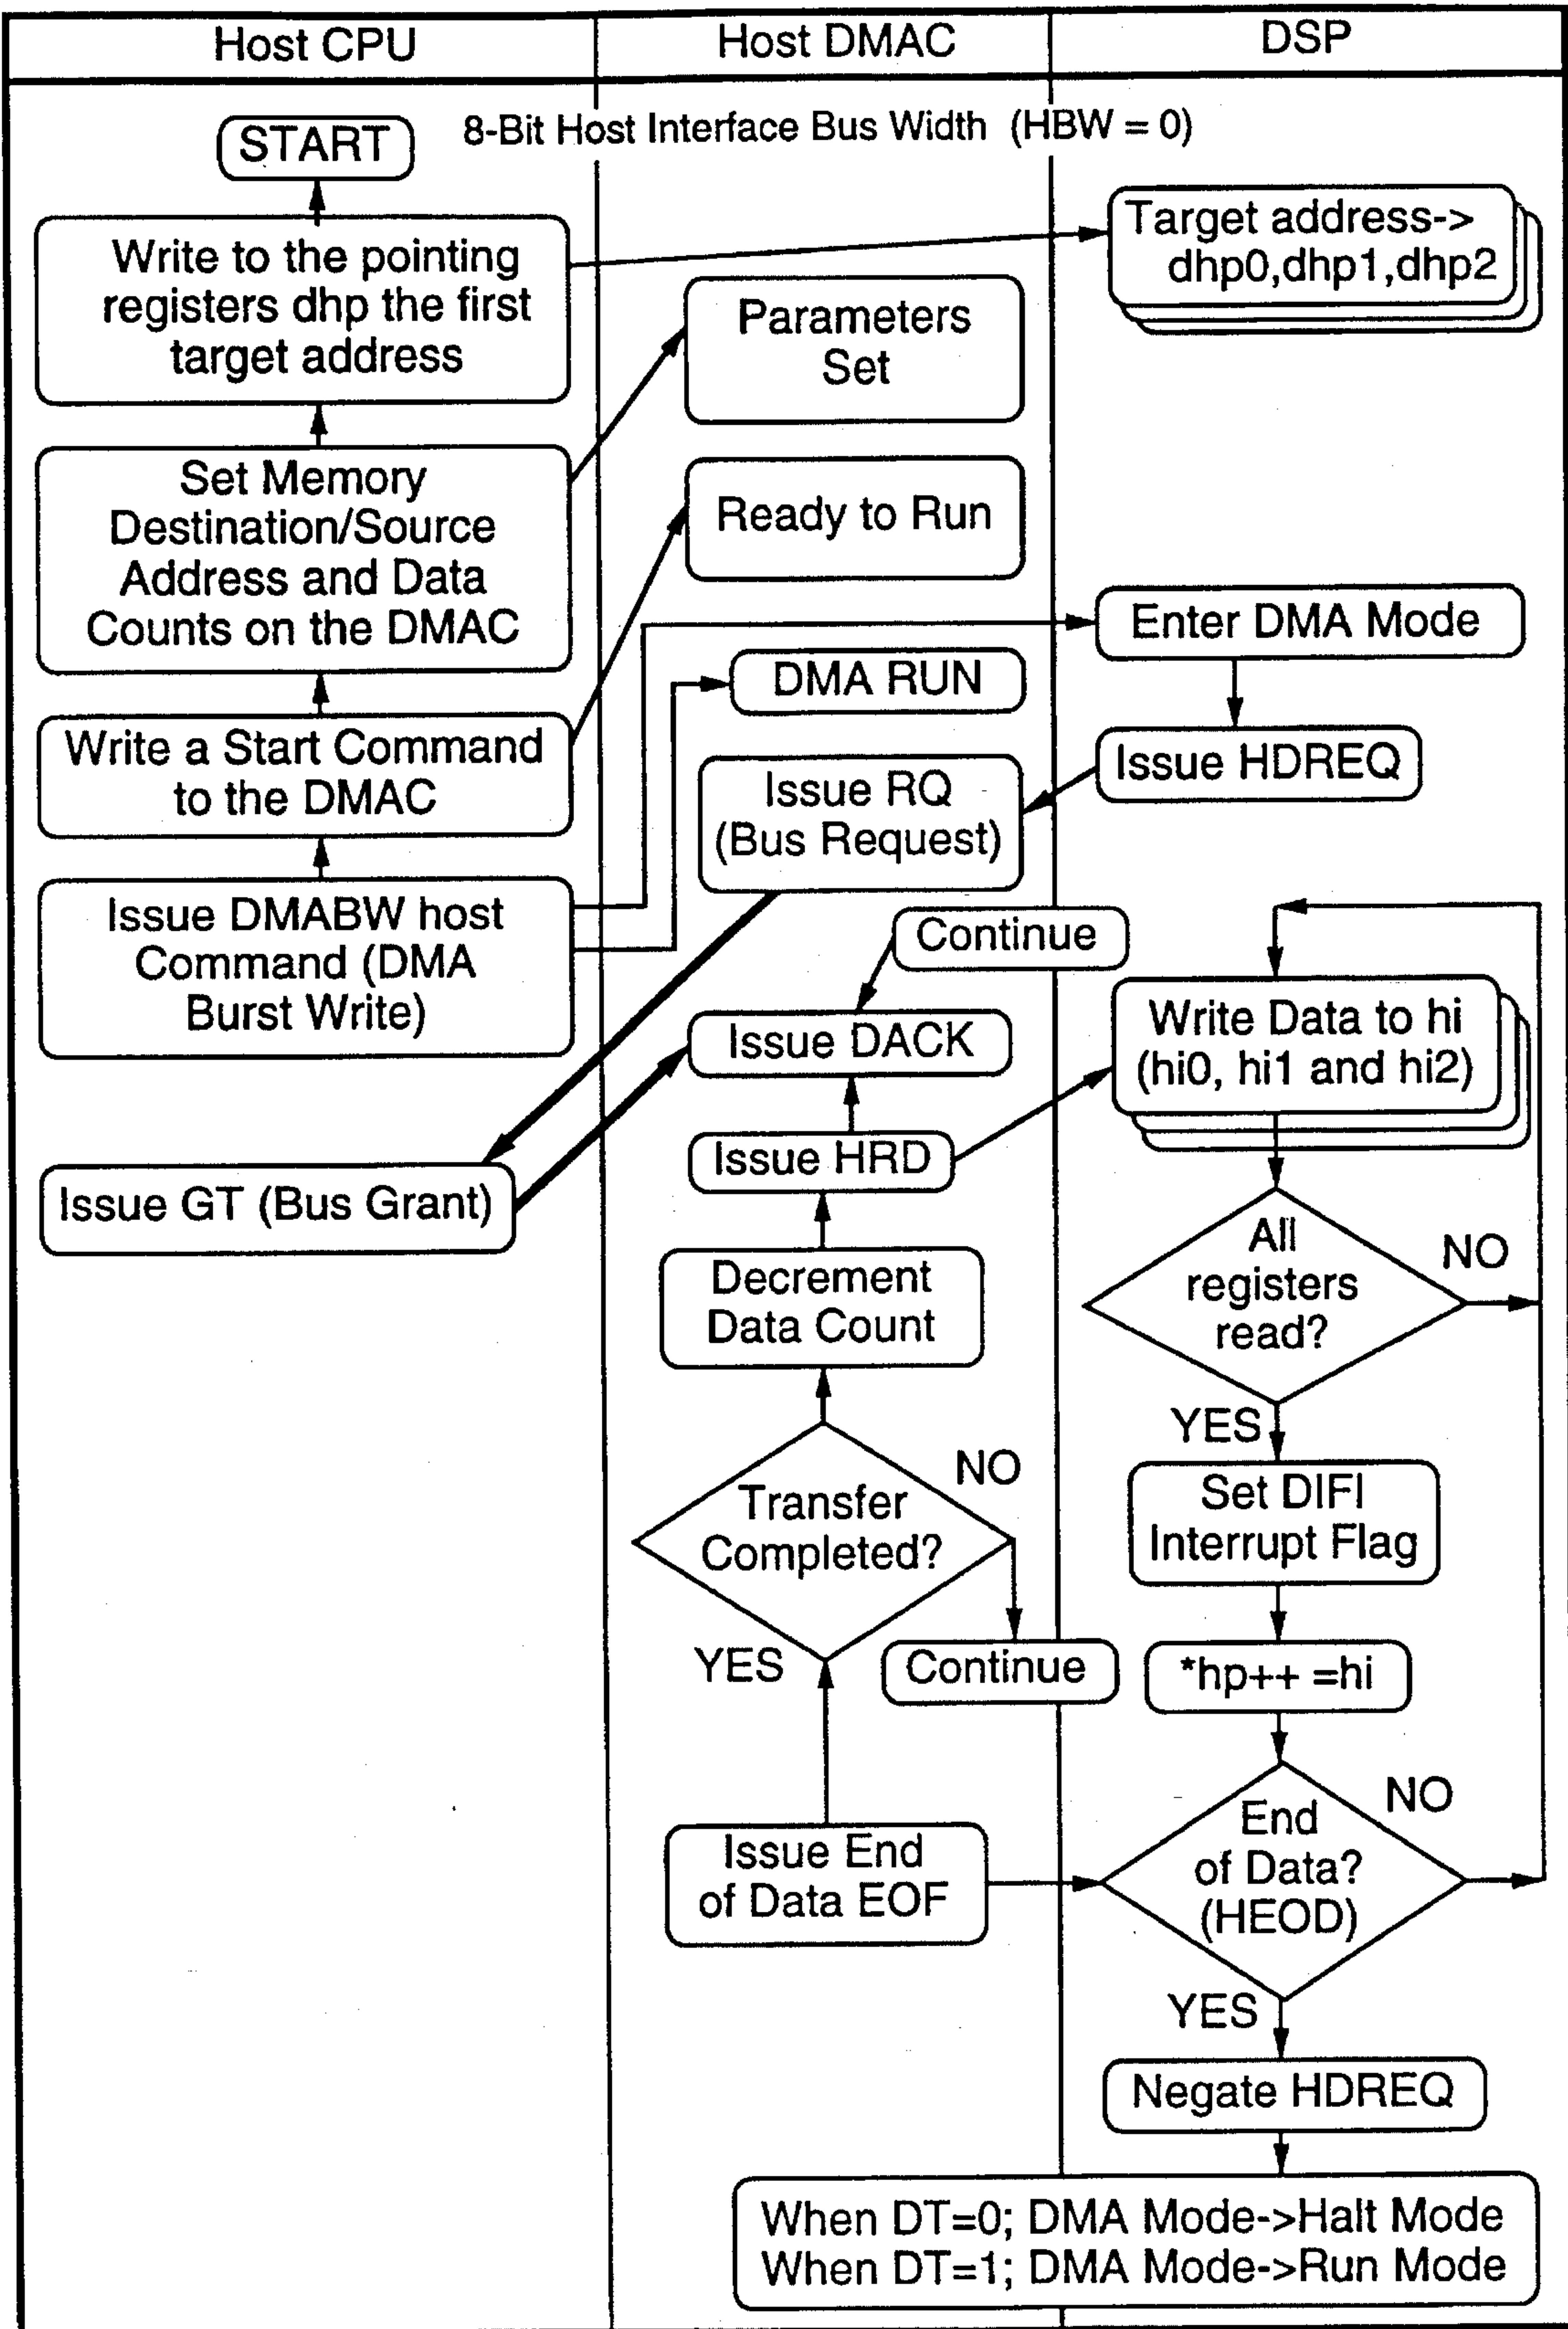 Host CPU
Host DMAC
DSP
8-Bit Host Interface Bus Width (HBW = 0)
START
Write to the pointing
registers dhp the first
target address
Target address->
dhp0,dhp1,dhp2
Parameters
Set
Set Memory
Destination/Source
Address and Data
Counts on the DMAC
Ready to Run
Enter DMA Mode
DMA RUN
Write a Start Command
to the DMAC
Issue HDREQ
Issue RQ
(Bus Request)
Issue DMABW host
Command (DMA
Burst Write)
Continue
Issue DACK
Write Data to hi
(hi0, hi1 and hi2)
Issue HRD
Issue GT (Bus Grant)
All
registers
read?
NO
Decrement
Data Count
YES
Transfer
Completed?
NO
Set DIFI
Interrupt Flag
YES
Continue
*hp++ =hi
End
of Data?
(HEOD)
NO
Issue End
of Data EOF
YES
Negate HDREQ
When DT=0; DMA Mode->Halt Mode
When DT=1; DMA Mode->Run Mode